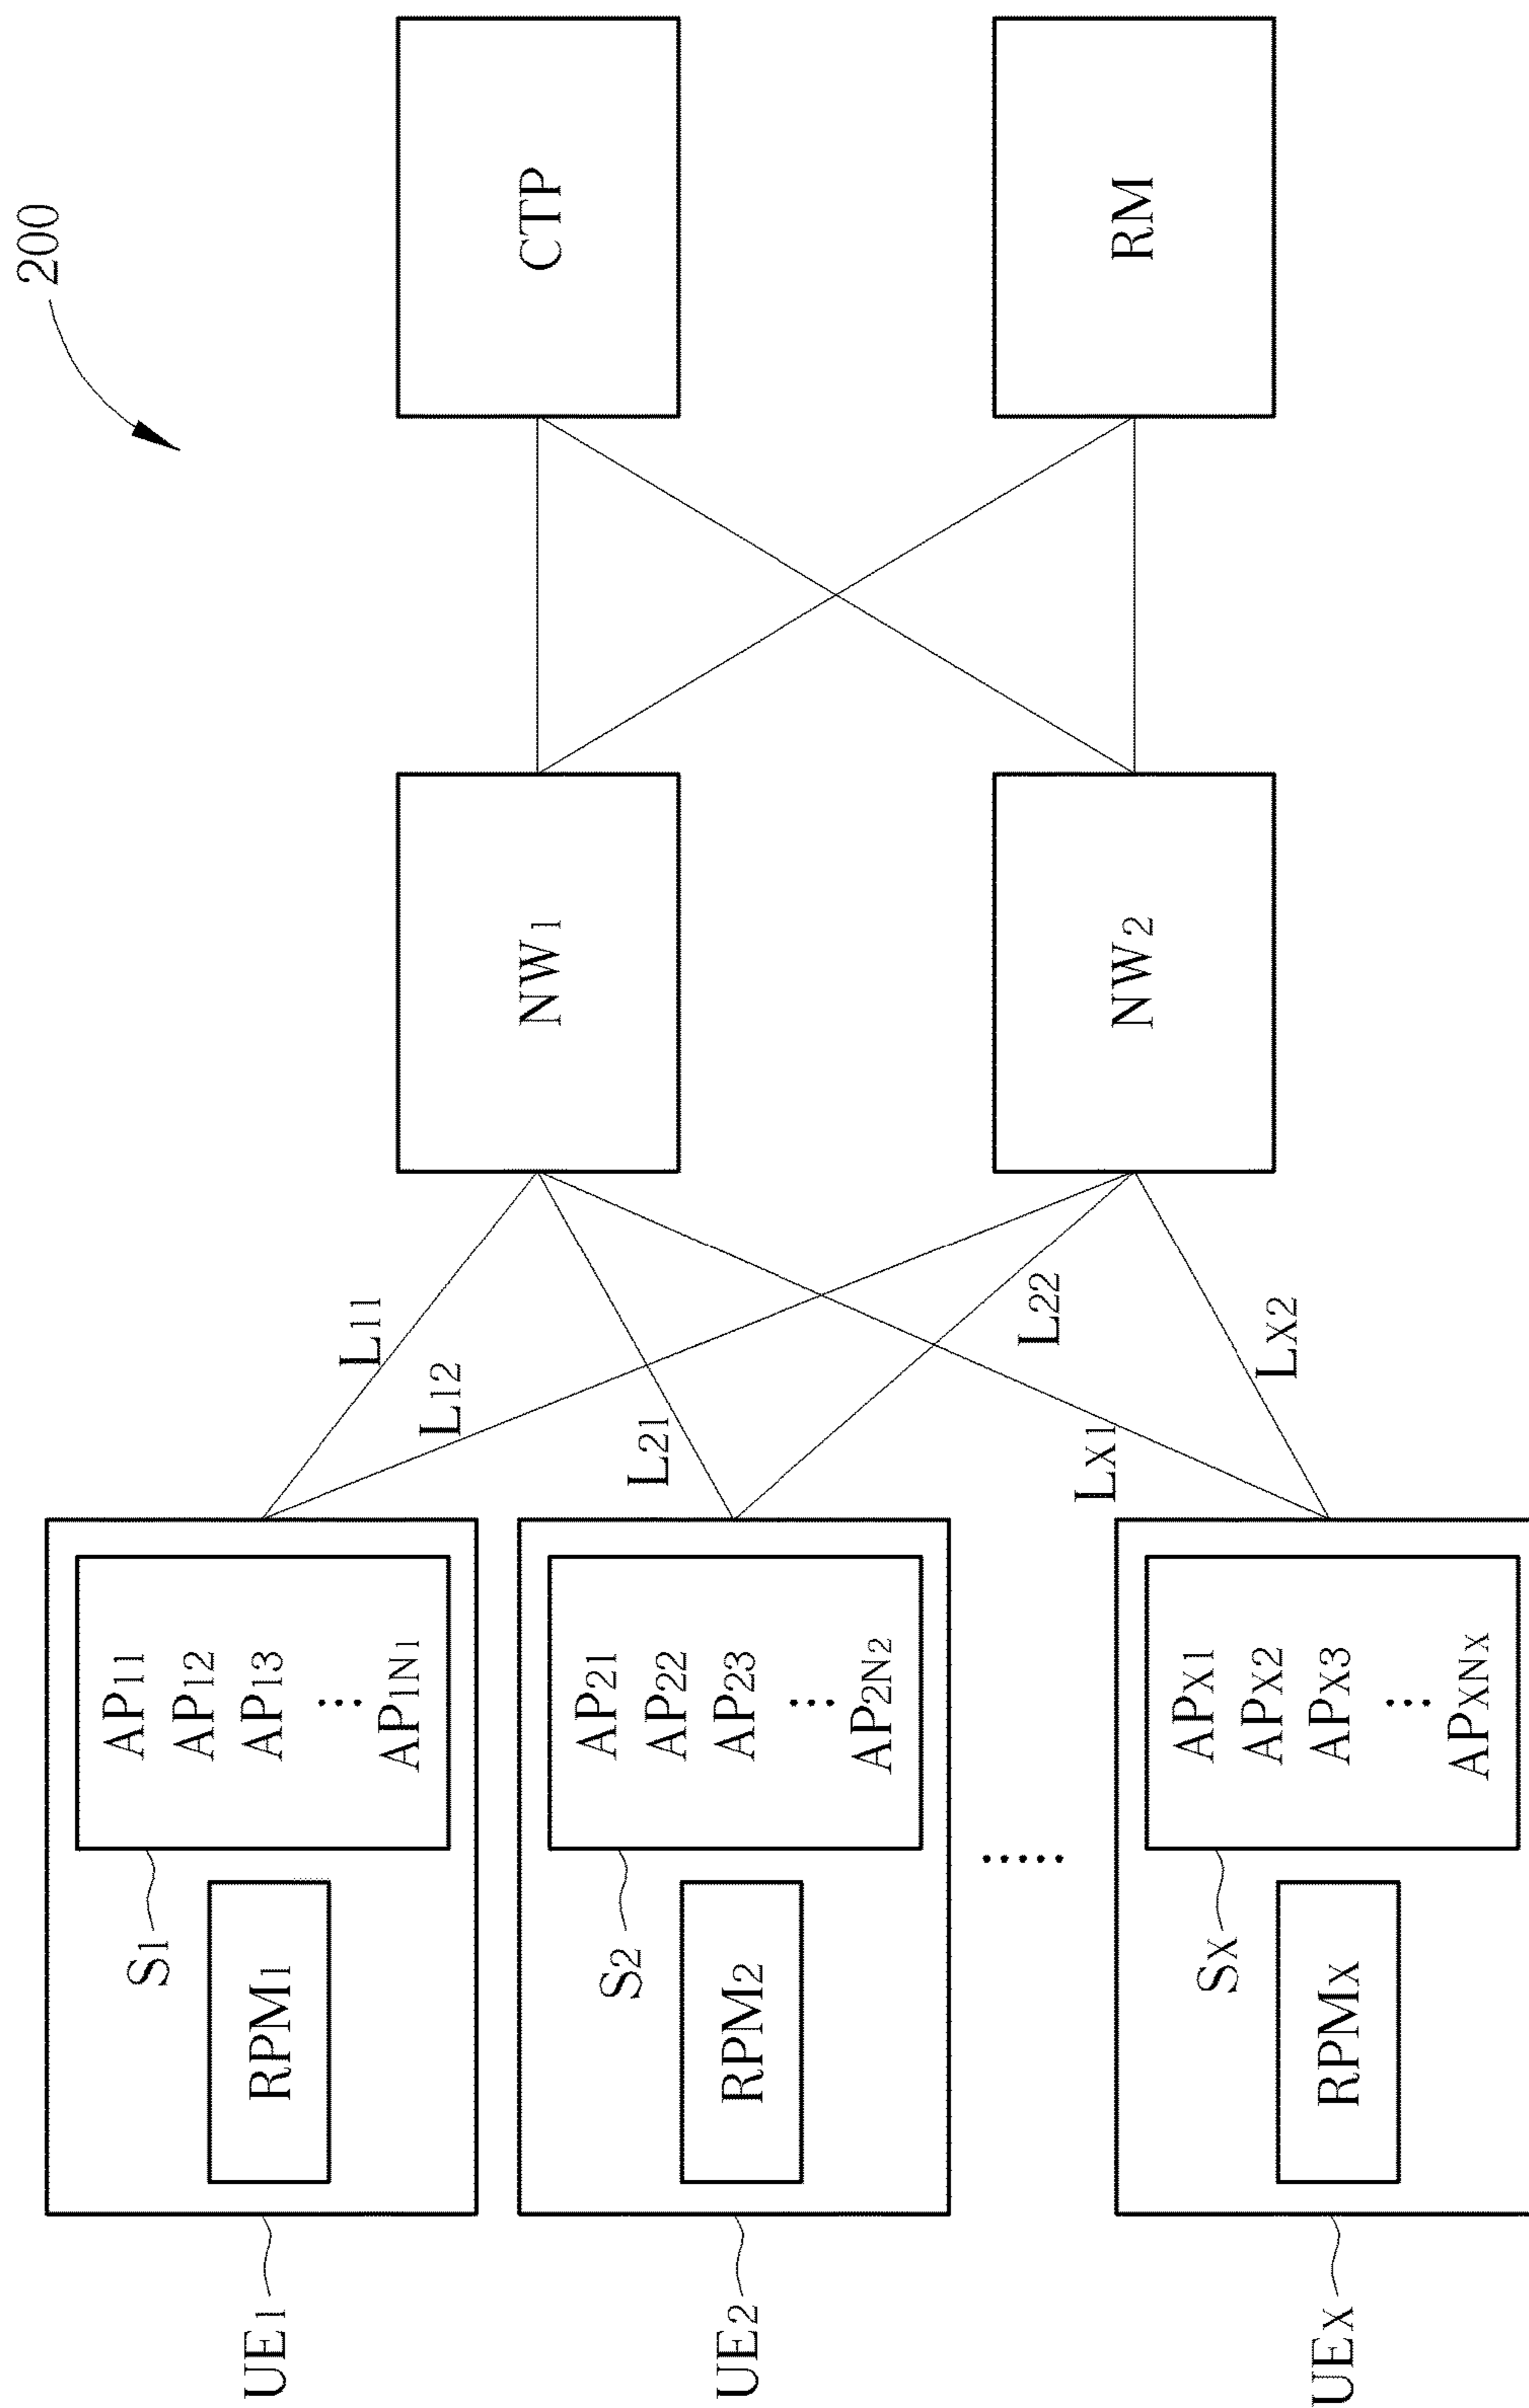 200
UE1
RPM1
S1
AP11
AP12
AP13
⋮
AP1N1
L11
L12
NW1
CTP
UE2
RPM2
S2
AP21
AP22
AP23
⋮
AP2N2
L21
L22
NW2
RM
.....
UEX
RPMX
SX
APX1
APX2
APX3
⋮
APXNX
LX1
LX2